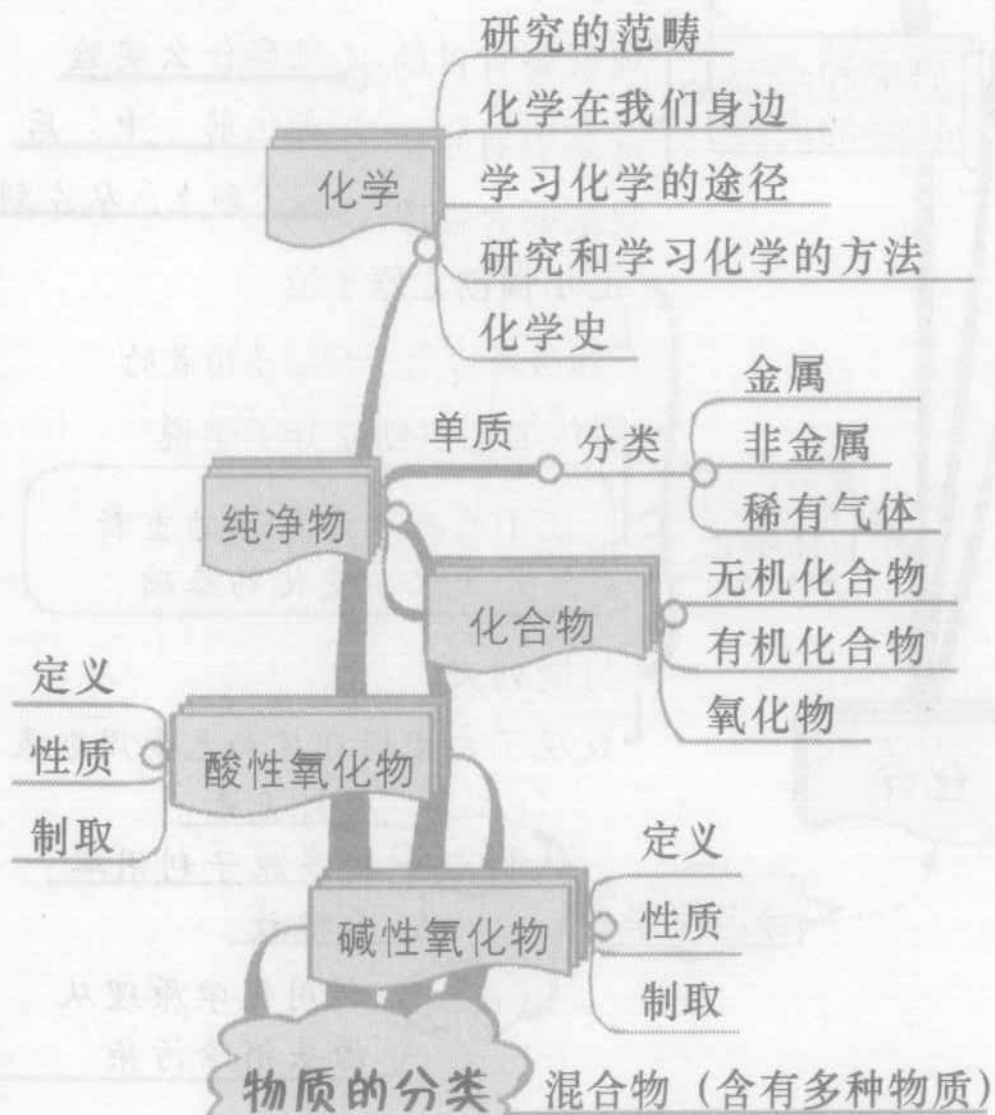 研究的范畴
化学在我们身边
化学
学习化学的途径
研究和学习化学的方法
化学史
金属
单质
分类
非金属
稀有气体
纯净物
无机化合物
化合物
有机化合物
氧化物
定义
性质
酸性氧化物
制取
定义
碱性氧化物
性质
制取
物质的分类
混合物（含有多种物质）